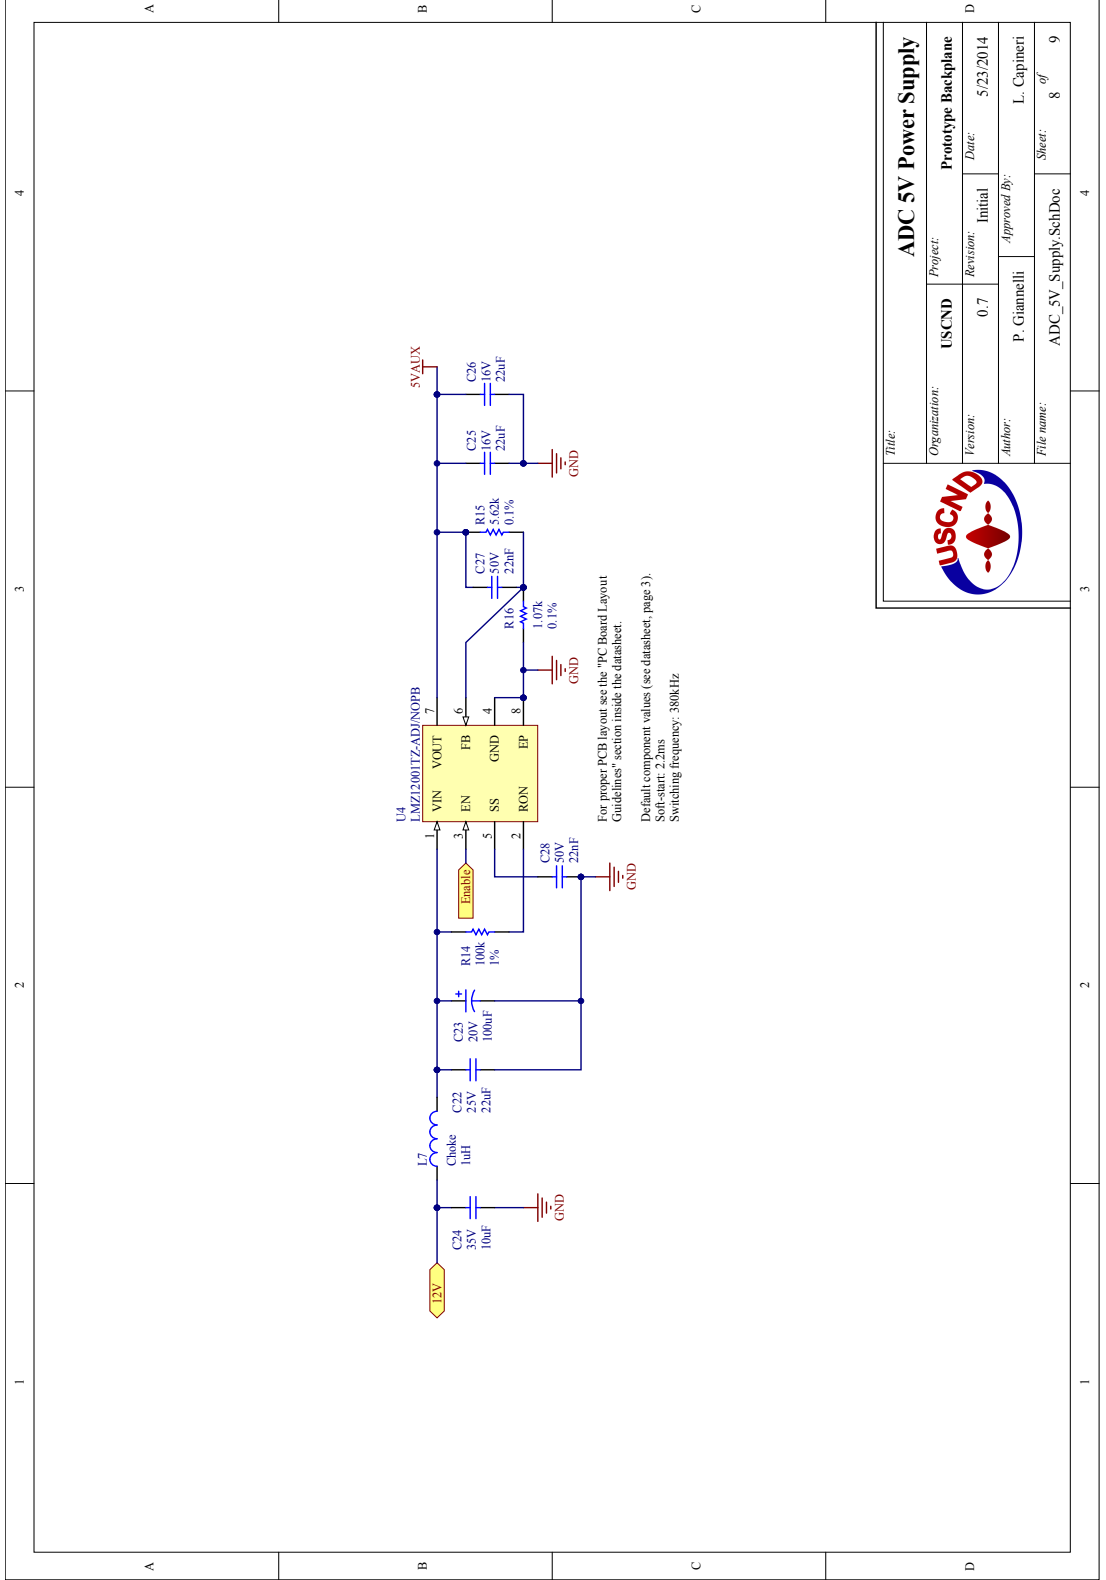 1
2
3
4
A
B
C
D
12V
C24
35V
10uF
GND
L7
Choke
1uH
C22
25V
22uF
C23
20V
100uF
+
R14
100k
1%
Enable
C28
50V
22nF
GND
U4
LMZ12001TZ-ADJ/NOPB
1
VIN
VOUT
7
3
EN
FB
6
5
SS
GND
4
2
RON
EP
8
GND
R16
1.07k
0.1%
C27
50V
22nF
R15
5.62k
0.1%
C25
16V
22uF
GND
C26
16V
22uF
5VAUX
For proper PCB layout see the "PC Board Layout
Guidelines" section inside the datasheet.
Default component values (see datasheet, page 3).
Soft-start: 2.2ms
Switching frequency: 380kHz
USCND
Title:
ADC 5V Power Supply
Organization: USCND Project: Prototype Backplane
Version: 0.7 Revision: Initial Date: 5/23/2014
Author: P. Giannelli Approved By: L. Capineri
File name: ADC_5V_Supply.SchDoc Sheet: 8 of 9
A
B
C
D
1
2
3
4